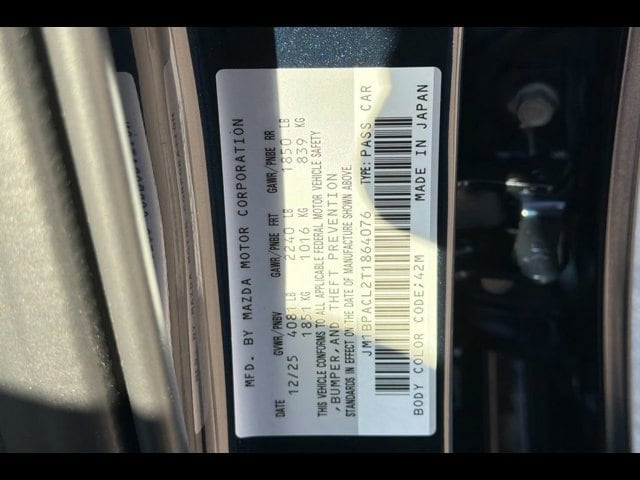 MFD. BY MAZDA MOTOR CORPORATION
DATE GVWR/PNBV GAWR/PNBE FRT GAWR/PNBE RR
12/25 4081 LB 2240 LB 1850 LB
1851 KG 1016 KG 839 KG
THIS VEHICLE CONFORMS TO ALL APPLICABLE FEDERAL MOTOR VEHICLE SAFETY
,BUMPER,AND THEFT PREVENTION
STANDARDS IN EFFECT ON THE DATE OF MANUFACTURE SHOWN ABOVE.
JM1BPACL2T1864076 TYPE: PASS CAR
BODY COLOR CODE;42M MADE IN JAPAN